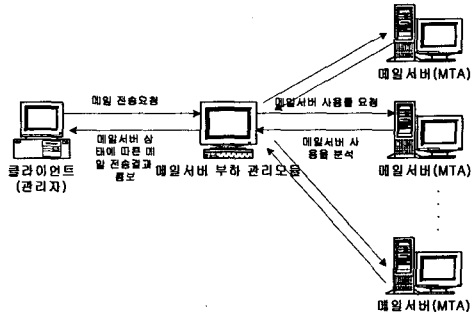 메일서버(MTA)
메일 전송요청
메일서버 사용률 요청
클라이언트
(관리자)
메일서버 상
태에 따른 메
일 전송결과
통보
메일서버 부하 관리모듈
메일서버 사
용율 분석
메일서버(MTA)
메일서버(MTA)